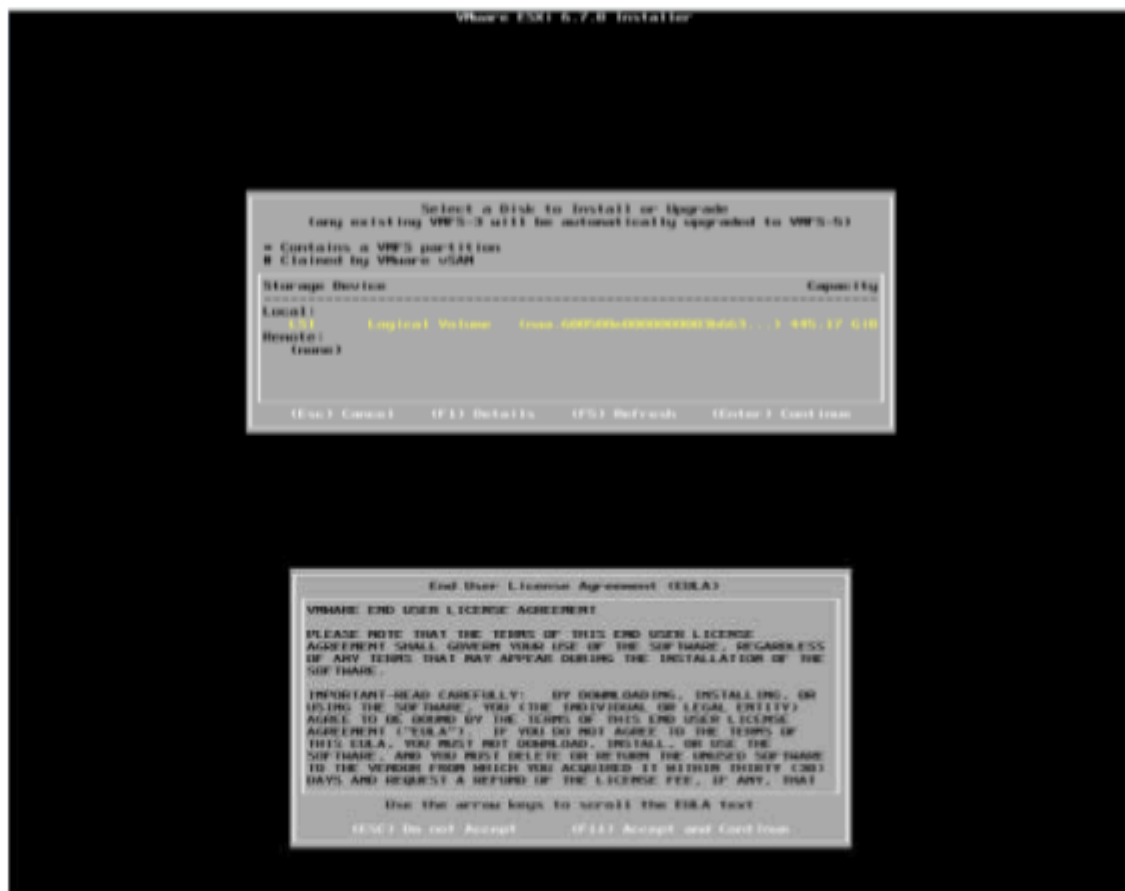 VMware ESXi 6.7.0 Installer
Select a Disk to Install or Upgrade
(any existing VMFS-3 will be automatically upgraded to VMFS-5)
* Contains a VMFS partition
# Claimed by VMware vSAN
Storage Device Capacity
Local:
LSI Logical Volume 445.17 GiB
Remote:
(none)
(Esc) Cancel (F1) Details (F5) Refresh (Enter) Continue
End User License Agreement (EULA)
VMWARE END USER LICENSE AGREEMENT
PLEASE NOTE THAT THE TERMS OF THIS END USER LICENSE
AGREEMENT SHALL GOVERN YOUR USE OF THE SOFTWARE, REGARDLESS
OF ANY TERMS THAT MAY APPEAR DURING THE INSTALLATION OF THE
SOFTWARE.
IMPORTANT-READ CAREFULLY: BY DOWNLOADING, INSTALLING, OR
USING THE SOFTWARE, YOU (THE INDIVIDUAL OR LEGAL ENTITY)
AGREE TO BE BOUND BY THE TERMS OF THIS END USER LICENSE
AGREEMENT ("EULA"). IF YOU DO NOT AGREE TO THE TERMS OF
THIS EULA, YOU MUST NOT DOWNLOAD, INSTALL, OR USE THE
SOFTWARE, AND YOU MUST DELETE OR RETURN THE UNUSED SOFTWARE
TO THE VENDOR FROM WHICH YOU ACQUIRED IT WITHIN THIRTY (30)
DAYS AND REQUEST A REFUND OF THE LICENSE FEE, IF ANY, THAT
Use the arrow keys to scroll the EULA text
(ESC) Do not Accept (F11) Accept and Continue